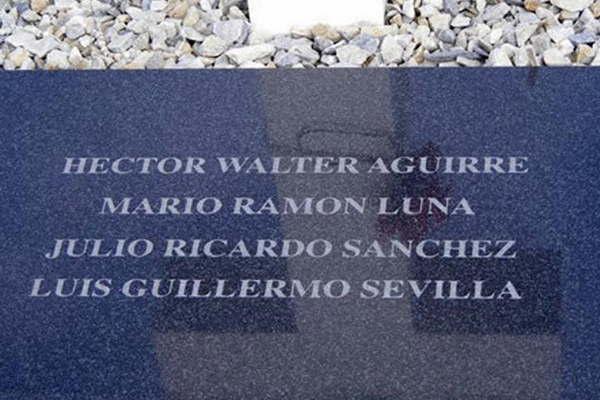 HECTOR WALTER AGUIRRE
MARIO RAMON LUNA
JULIO RICARDO SANCHEZ
LUIS GUILLERMO SEVILLA